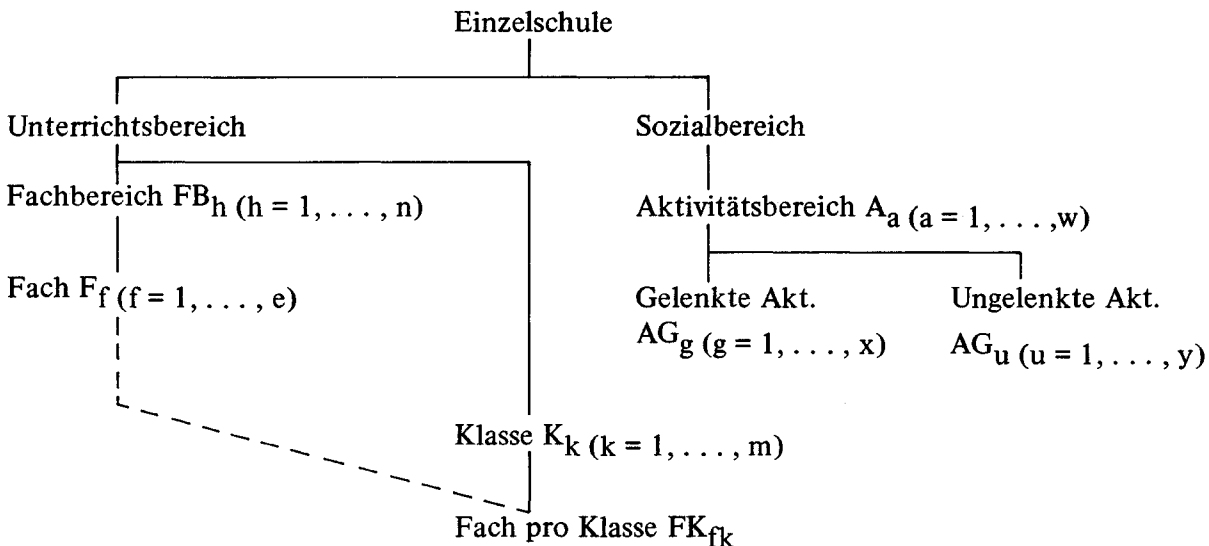 Einzelschule
Unterrichtsbereich
Sozialbereich
Fachbereich FB_h (h = 1, . . . , n)
Aktivitätsbereich A_a (a = 1, . . . ,w)
Fach F_f (f = 1, . . . , e)
Gelenkte Akt.
AG_g (g = 1, . . . , x)
Ungelenkte Akt.
AG_u (u = 1, . . . , y)
Klasse K_k (k = 1, . . . , m)
Fach pro Klasse FK_fk